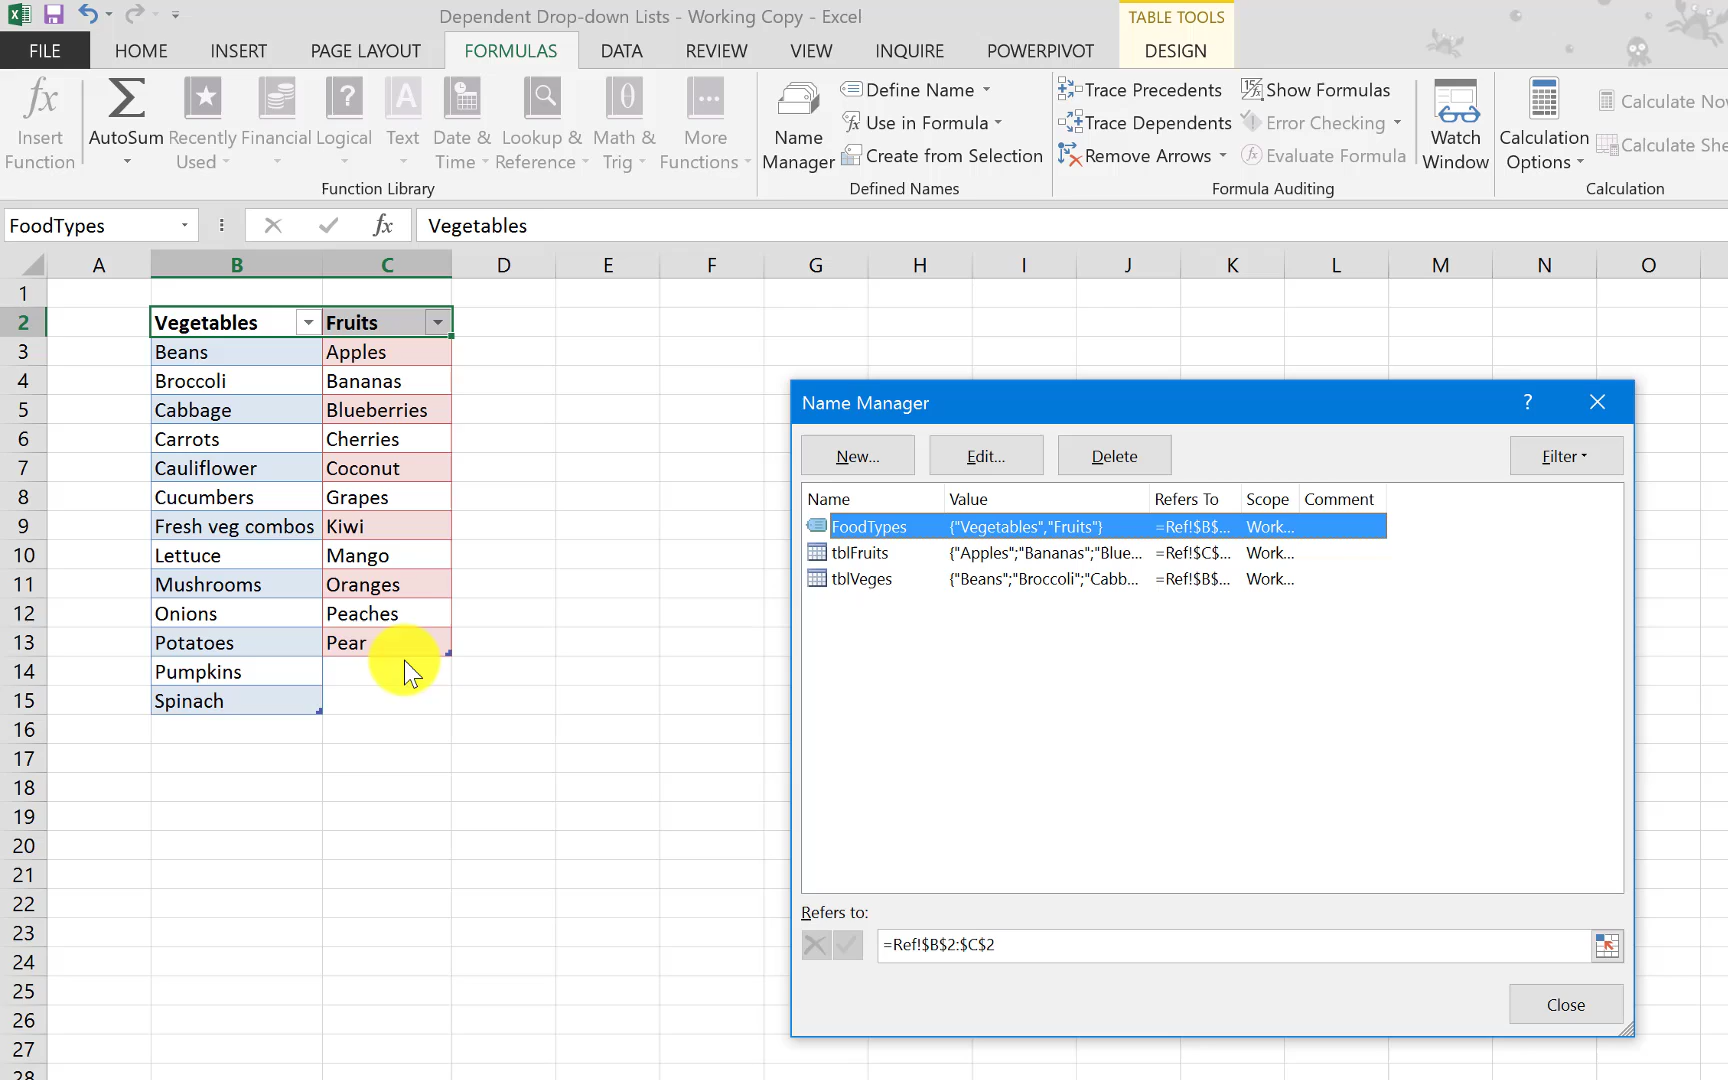 Dependent Drop-down Lists - Working Copy - Excel
TABLE TOOLS
FILE HOME INSERT PAGE LAYOUT FORMULAS DATA REVIEW VIEW INQUIRE POWERPIVOT DESIGN
fx Insert Function
Σ AutoSum
Recently Used
Financial
? Logical
A Text
Date & Time
Lookup & Reference
θ Math & Trig
More Functions
Function Library
Name Manager
Define Name
Use in Formula
Create from Selection
Defined Names
Trace Precedents
Trace Dependents
Remove Arrows
Show Formulas
Error Checking
Evaluate Formula
Formula Auditing
Watch Window
Calculation Options
Calculate Now
Calculate She
Calculation
FoodTypes fx Vegetables
A B C D E F G H I J K L M N O
1
2 Vegetables Fruits
3 Beans Apples
4 Broccoli Bananas
5 Cabbage Blueberries
6 Carrots Cherries
7 Cauliflower Coconut
8 Cucumbers Grapes
9 Fresh veg combos Kiwi
10 Lettuce Mango
11 Mushrooms Oranges
12 Onions Peaches
13 Potatoes Pear
14 Pumpkins
15 Spinach
16
17
18
19
20
21
22
23
24
25
26
27
28
Name Manager ?
New... Edit... Delete Filter
Name Value Refers To Scope Comment
FoodTypes {"Vegetables","Fruits"} =Ref!$B$... Work...
tblFruits {"Apples";"Bananas";"Blue... =Ref!$C$... Work...
tblVeges {"Beans";"Broccoli";"Cabb... =Ref!$B$... Work...
Refers to:
=Ref!$B$2:$C$2
Close